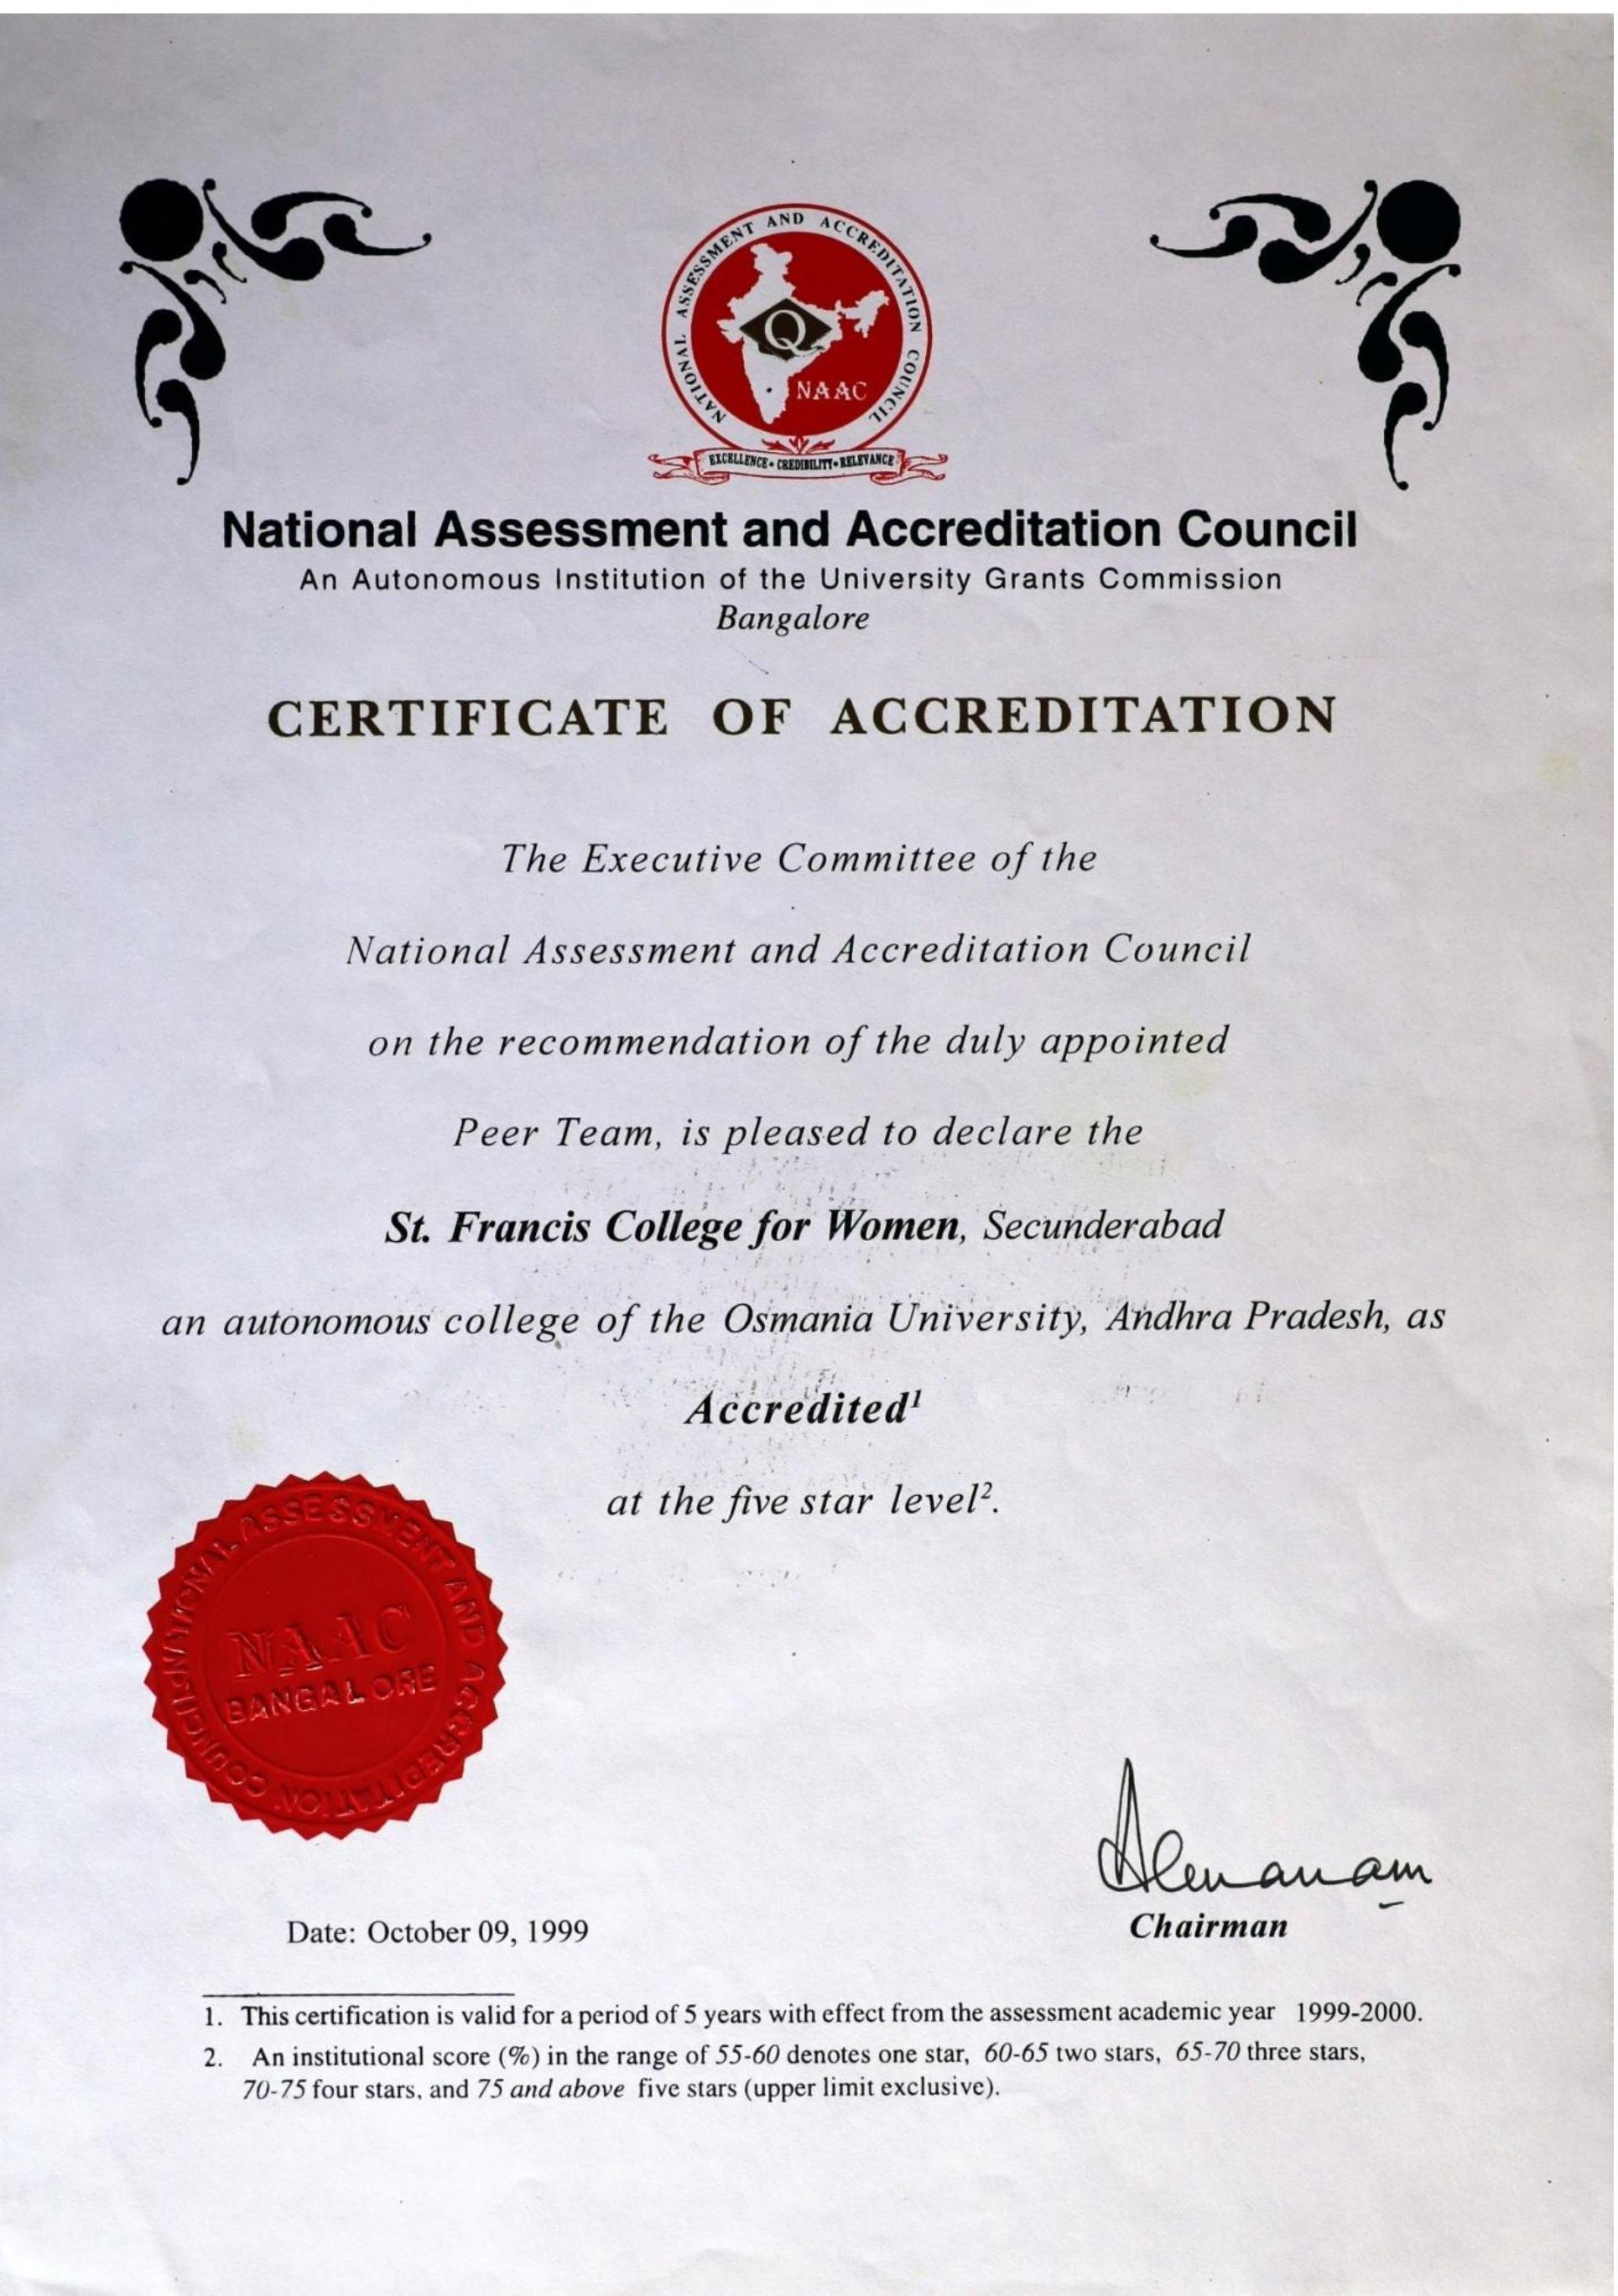 NATIONAL ASSESSMENT AND ACCREDITATION COUNCIL
Q
NAAC
EXCELLENCE • CREDIBILITY • RELEVANCE
National Assessment and Accreditation Council
An Autonomous Institution of the University Grants Commission
Bangalore
CERTIFICATE OF ACCREDITATION
The Executive Committee of the
National Assessment and Accreditation Council
on the recommendation of the duly appointed
Peer Team, is pleased to declare the
St. Francis College for Women, Secunderabad
an autonomous college of the Osmania University, Andhra Pradesh, as
Accredited¹
at the five star level².
NATIONAL ASSESSMENT AND ACCREDITATION COUNCIL
NAAC
BANGALORE
Date: October 09, 1999
Chairman
1. This certification is valid for a period of 5 years with effect from the assessment academic year 1999-2000.
2. An institutional score (%) in the range of 55-60 denotes one star, 60-65 two stars, 65-70 three stars,
70-75 four stars, and 75 and above five stars (upper limit exclusive).